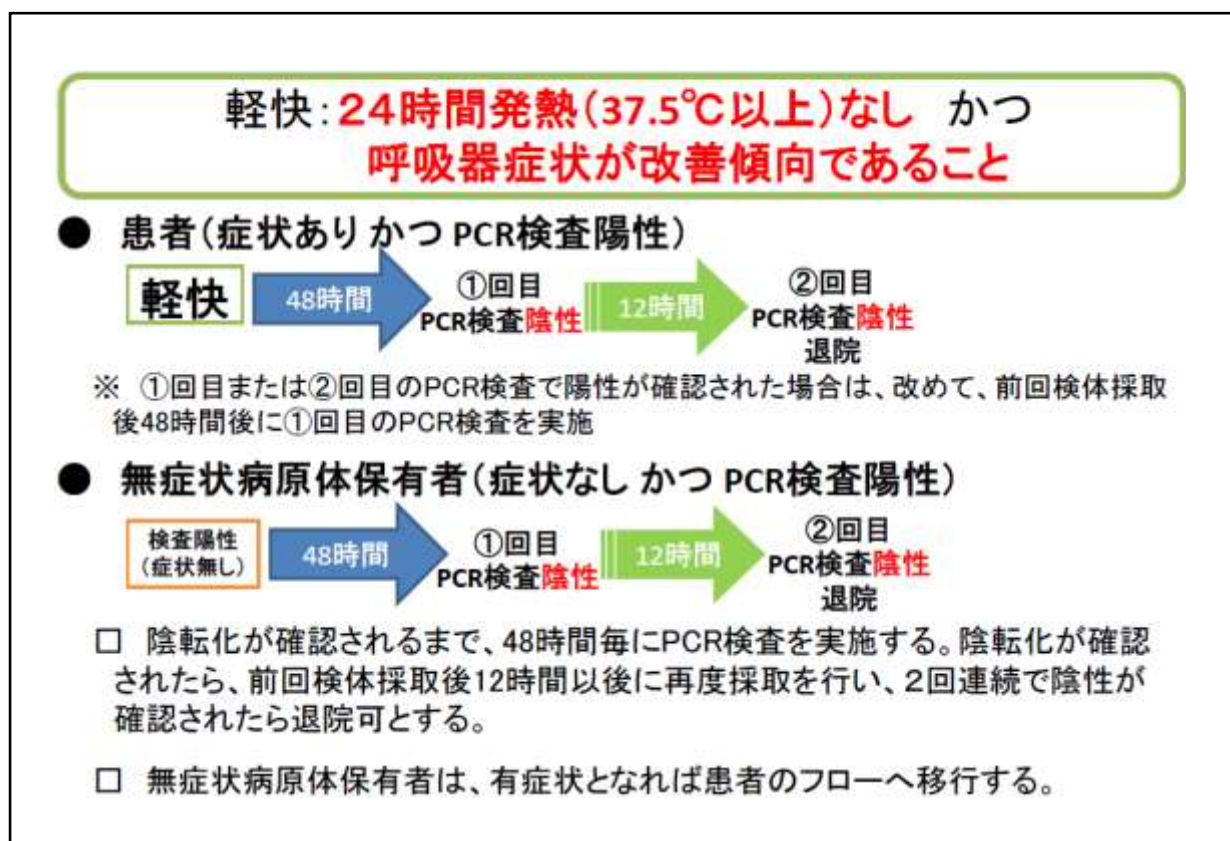 軽快：２４時間発熱（37.5℃以上）なし　かつ
呼吸器症状が改善傾向であること
● 患者（症状あり かつ PCR検査陽性）
軽快
48時間
①回目
PCR検査陰性
12時間
②回目
PCR検査陰性
退院
※　①回目または②回目のPCR検査で陽性が確認された場合は、改めて、前回検体採取
後48時間後に①回目のPCR検査を実施
● 無症状病原体保有者（症状なし かつ PCR検査陽性）
検査陽性
（症状無し）
48時間
①回目
PCR検査陰性
12時間
②回目
PCR検査陰性
退院
□　陰転化が確認されるまで、48時間毎にPCR検査を実施する。陰転化が確認
されたら、前回検体採取後12時間以後に再度採取を行い、２回連続で陰性が
確認されたら退院可とする。
□　無症状病原体保有者は、有症状となれば患者のフローへ移行する。